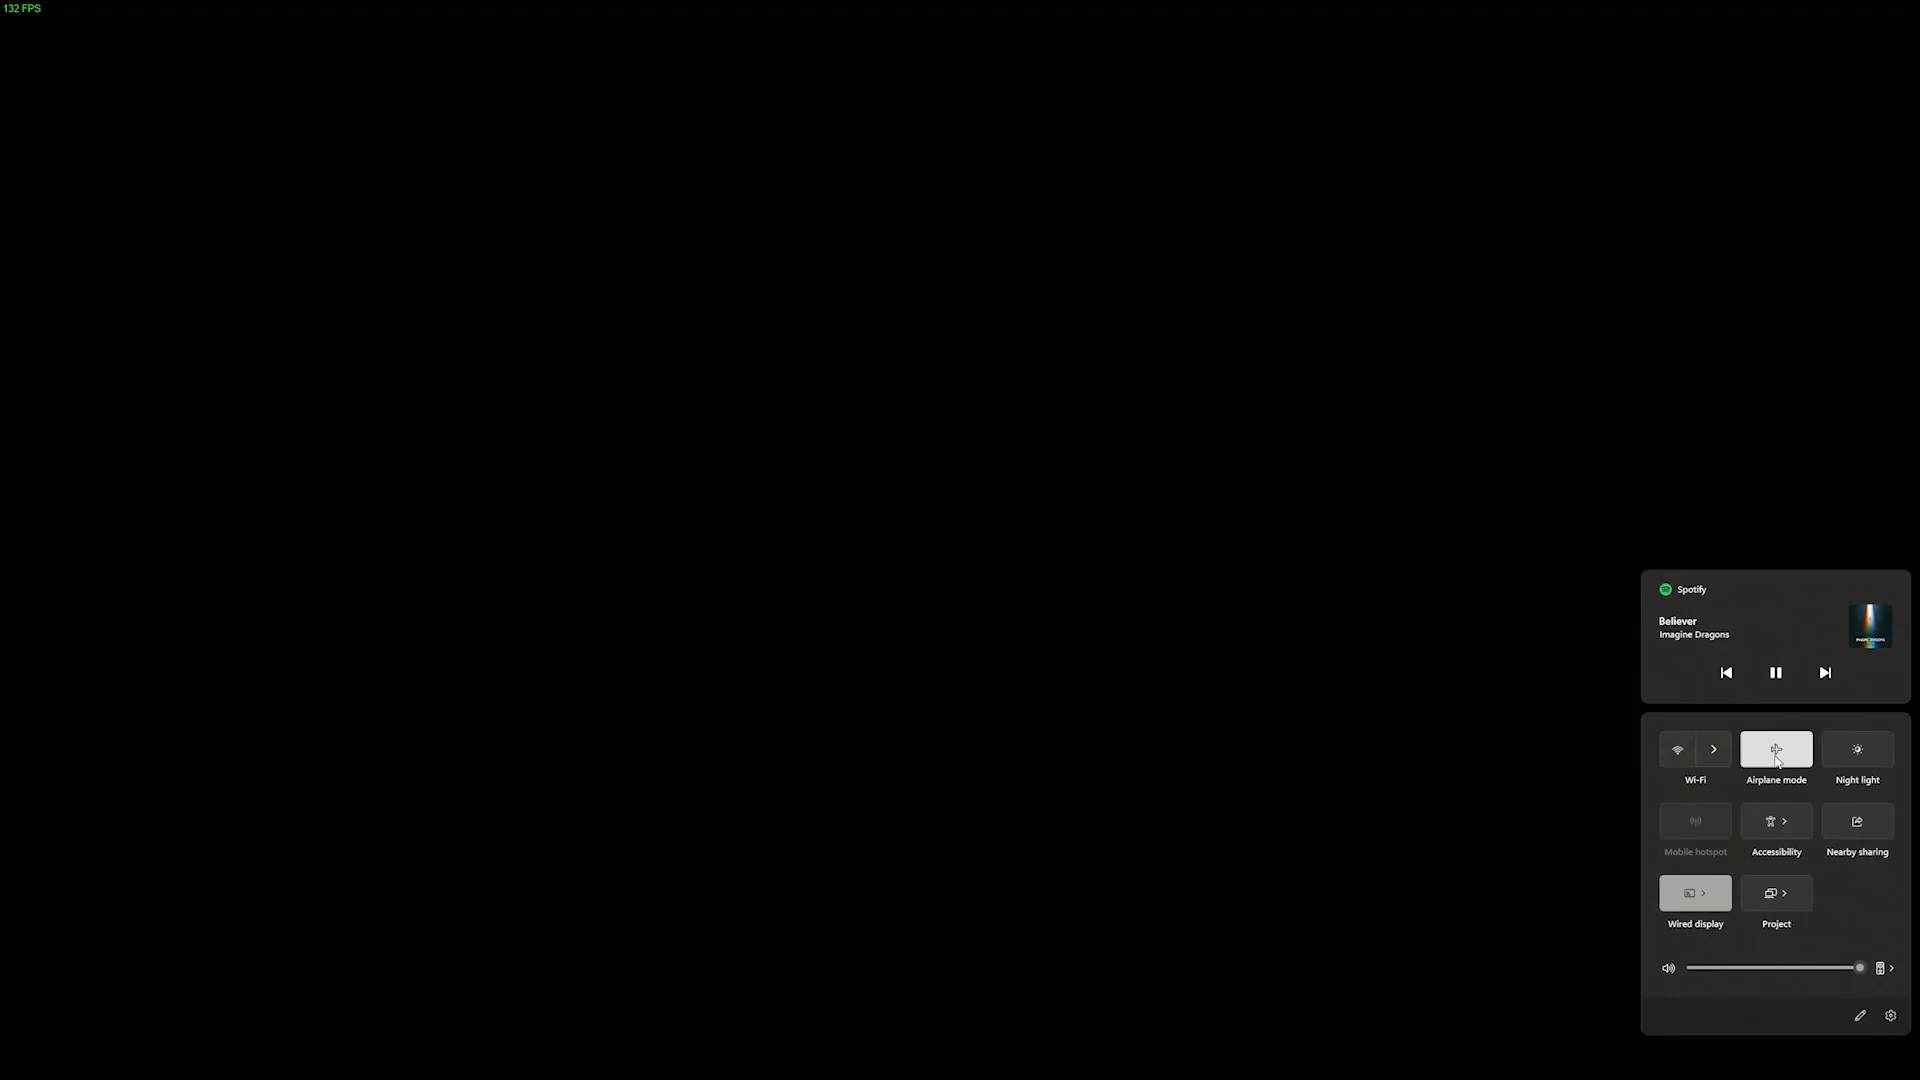 132 FPS
Spotify
Believer
Imagine Dragons
Wi-Fi
Airplane mode
Night light
Mobile hotspot
Accessibility
Nearby sharing
Wired display
Project